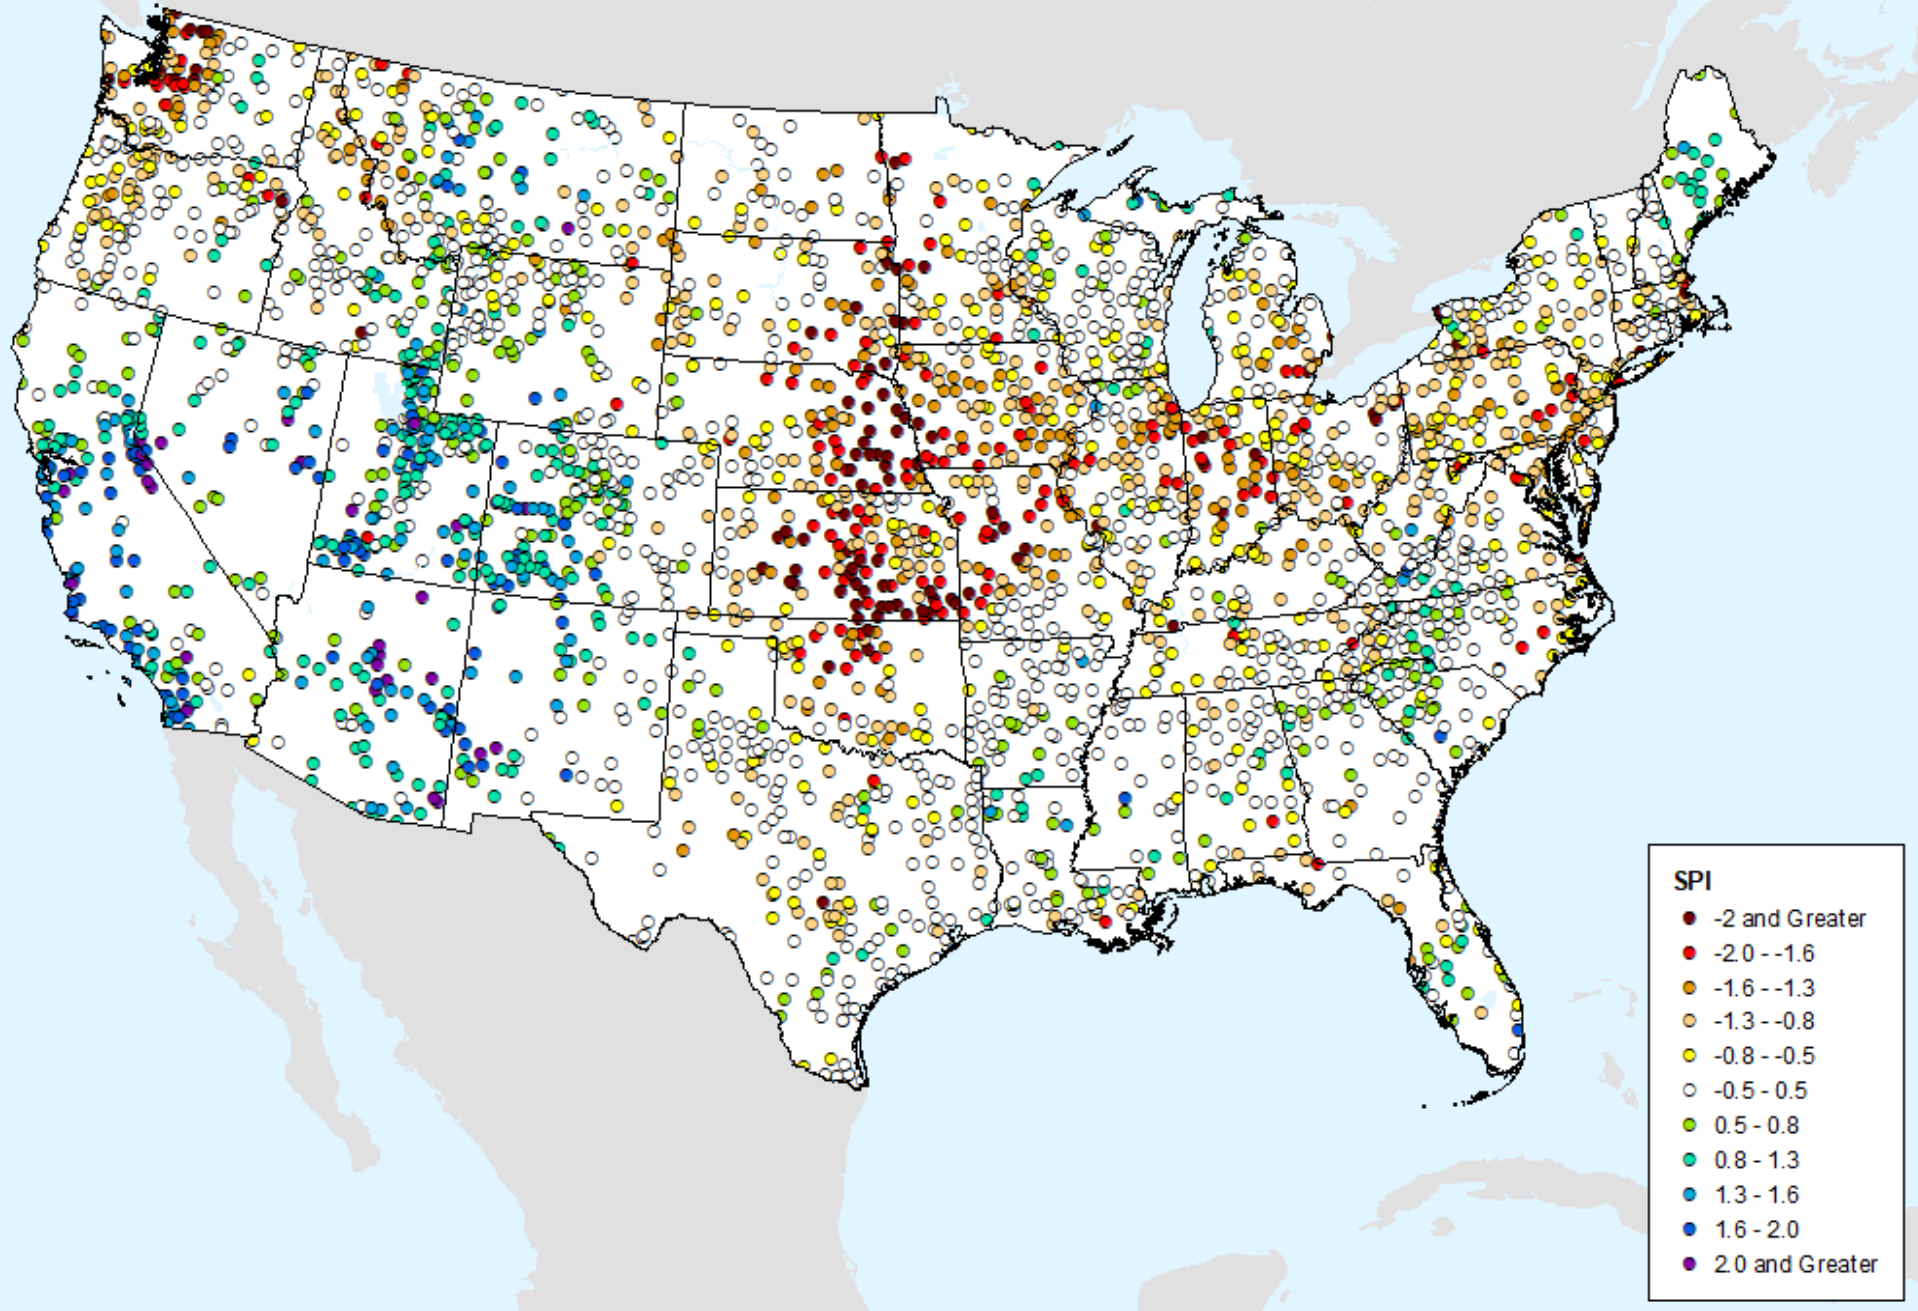 SPI
-2 and Greater
-2.0 - -1.6
-1.6 - -1.3
-1.3 - -0.8
-0.8 - -0.5
-0.5 - 0.5
0.5 - 0.8
0.8 - 1.3
1.3 - 1.6
1.6 - 2.0
2.0 and Greater